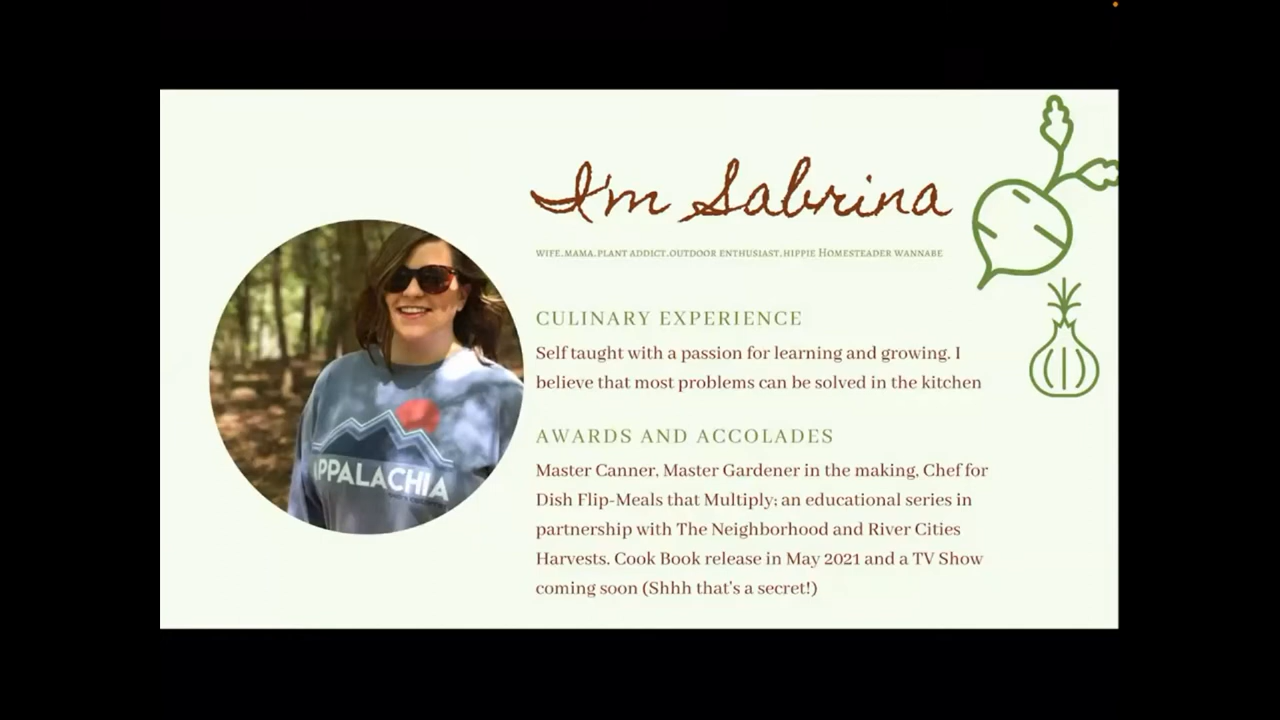 I'm Sabrina
WIFE.MAMA.PLANT ADDICT.OUTDOOR ENTHUSIAST.HIPPIE HOMESTEADER WANNABE
CULINARY EXPERIENCE
Self taught with a passion for learning and growing. I
believe that most problems can be solved in the kitchen
AWARDS AND ACCOLADES
Master Canner, Master Gardener in the making, Chef for
Dish Flip-Meals that Multiply; an educational series in
partnership with The Neighborhood and River Cities
Harvests. Cook Book release in May 2021 and a TV Show
coming soon (Shhh that's a secret!)
APPALACHIA